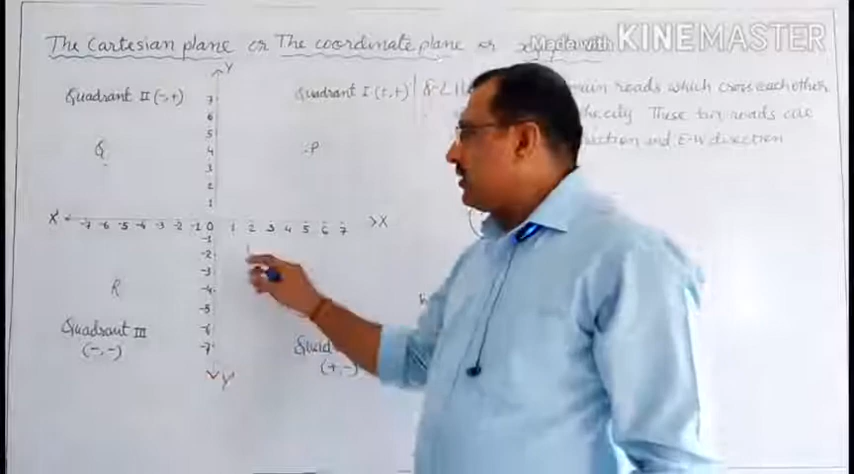 The Cartesian plane or The coordinate plane or
Made with KINEMASTER
Y
Quadrant II (-,+)
Quadrant I (+,+)
main roads which cross each other
city These two roads are
and E-W direction
7
6
5
4
3
2
1
Q
P
X' -7 -6 -5 -4 -3 -2 -1 0 1 2 3 4 5 6 7 X
-1
-2
-3
-4
-5
-6
-7
R
Quadrant III
(-,-)
(+,-)
Y'